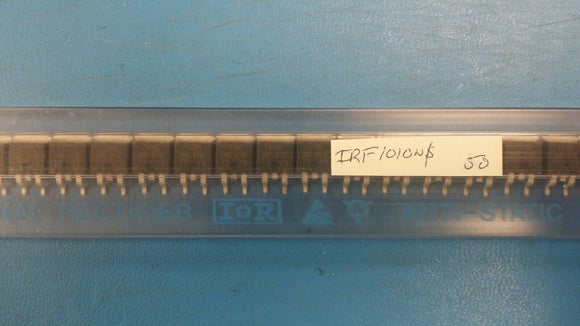 IRF1010NS 50
RECTIFIER IOR ANTI-STATIC